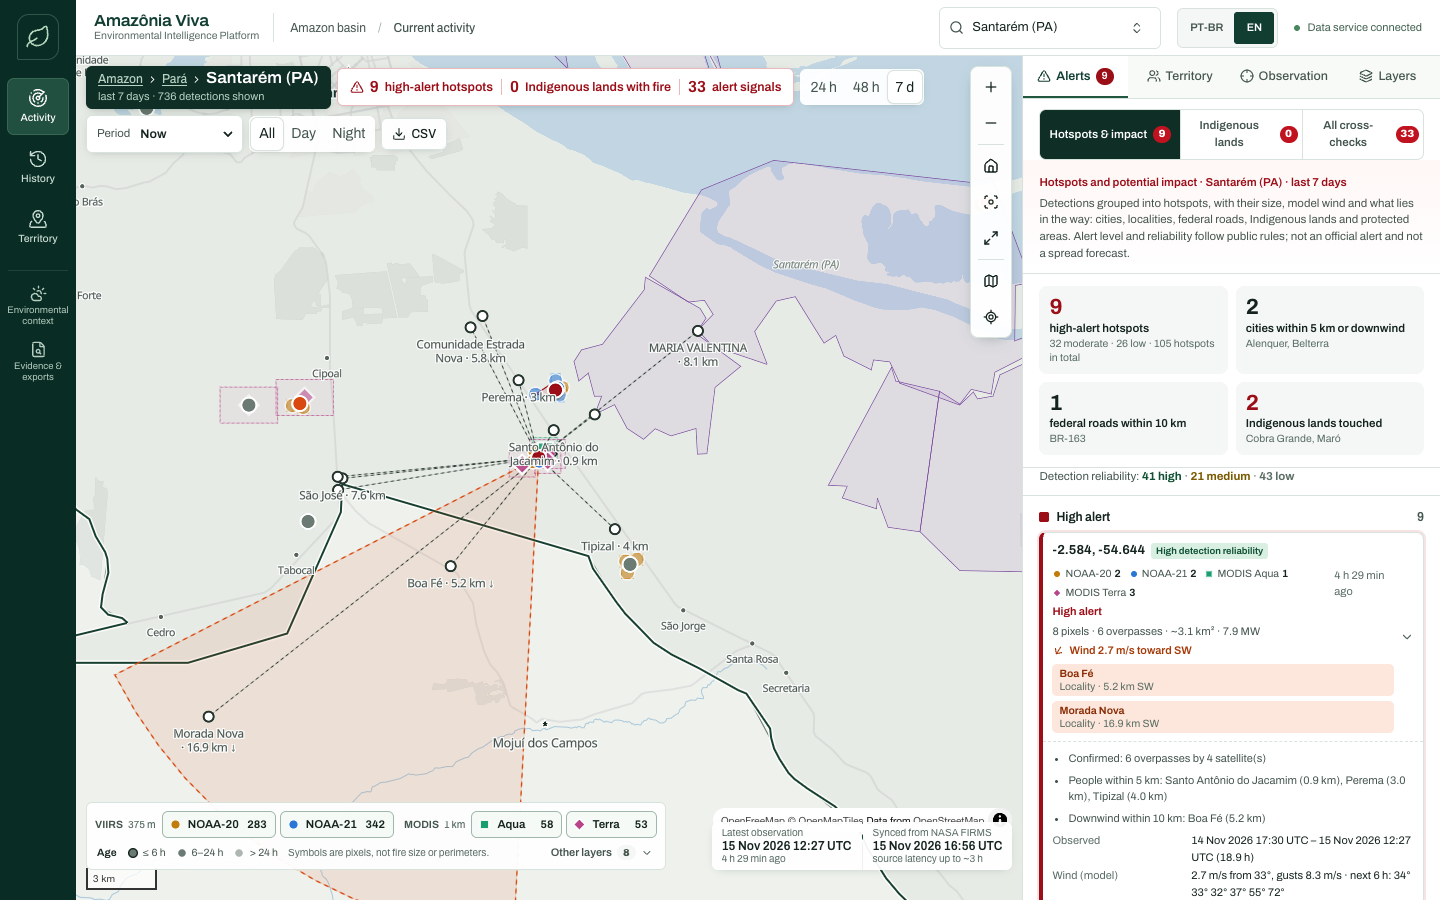 Amazônia Viva
Environmental Intelligence Platform
Amazon basin / Current activity
Santarém (PA)
PT-BR EN
Data service connected
Activity
History
Territory
Environmental context
Evidence & exports
Amazon › Pará › Santarém (PA)
last 7 days · 736 detections shown
9 high-alert hotspots
0 Indigenous lands with fire
33 alert signals
24 h 48 h 7 d
Period Now
All Day Night
CSV
nidade
o Brás
Forte
Santarém (PA)
Comunidade Estrada
Nova · 5.8 km
MARIA VALENTINA
· 8.1 km
Cipoal
Perema · 3 km
Santo Antônio do
Jacamim · 0.9 km
São José · 7.6 km
Tipizal · 4 km
Tabocal
Boa Fé · 5.2 km ↓
Cedro
São Jorge
Santa Rosa
Secretaria
Morada Nova
· 16.9 km ↓
Mojuí dos Campos
VIIRS 375 m NOAA-20 283 NOAA-21 342 MODIS 1 km Aqua 58 Terra 53
Age ≤ 6 h 6–24 h > 24 h Symbols are pixels, not fire size or perimeters. Other layers 8
3 km
OpenFreeMap © OpenMapTiles Data from OpenStreetMap
Latest observation
15 Nov 2026 12:27 UTC
4 h 29 min ago
Synced from NASA FIRMS
15 Nov 2026 16:56 UTC
source latency up to ~3 h
Alerts 9 Territory Observation Layers
Hotspots & impact 9
Indigenous lands 0
All cross-checks 33
Hotspots and potential impact · Santarém (PA) · last 7 days
Detections grouped into hotspots, with their size, model wind and what lies
in the way: cities, localities, federal roads, Indigenous lands and protected
areas. Alert level and reliability follow public rules; not an official alert and not
a spread forecast.
9
high-alert hotspots
32 moderate · 26 low · 105 hotspots
in total
2
cities within 5 km or downwind
Alenquer, Belterra
1
federal roads within 10 km
BR-163
2
Indigenous lands touched
Cobra Grande, Maró
Detection reliability: 41 high · 21 medium · 43 low
High alert 9
-2.584, -54.644 High detection reliability
NOAA-20 2 NOAA-21 2 MODIS Aqua 1
MODIS Terra 3
4 h 29 min
ago
High alert
8 pixels · 6 overpasses · ~3.1 km² · 7.9 MW
Wind 2.7 m/s toward SW
Boa Fé
Locality · 5.2 km SW
Morada Nova
Locality · 16.9 km SW
• Confirmed: 6 overpasses by 4 satellite(s)
• People within 5 km: Santo Antônio do Jacamim (0.9 km), Perema (3.0
km), Tipizal (4.0 km)
• Downwind within 10 km: Boa Fé (5.2 km)
Observed 14 Nov 2026 17:30 UTC – 15 Nov 2026 12:27
UTC (18.9 h)
Wind (model) 2.7 m/s from 33°, gusts 8.3 m/s · next 6 h: 34°
33° 32° 37° 55° 72°